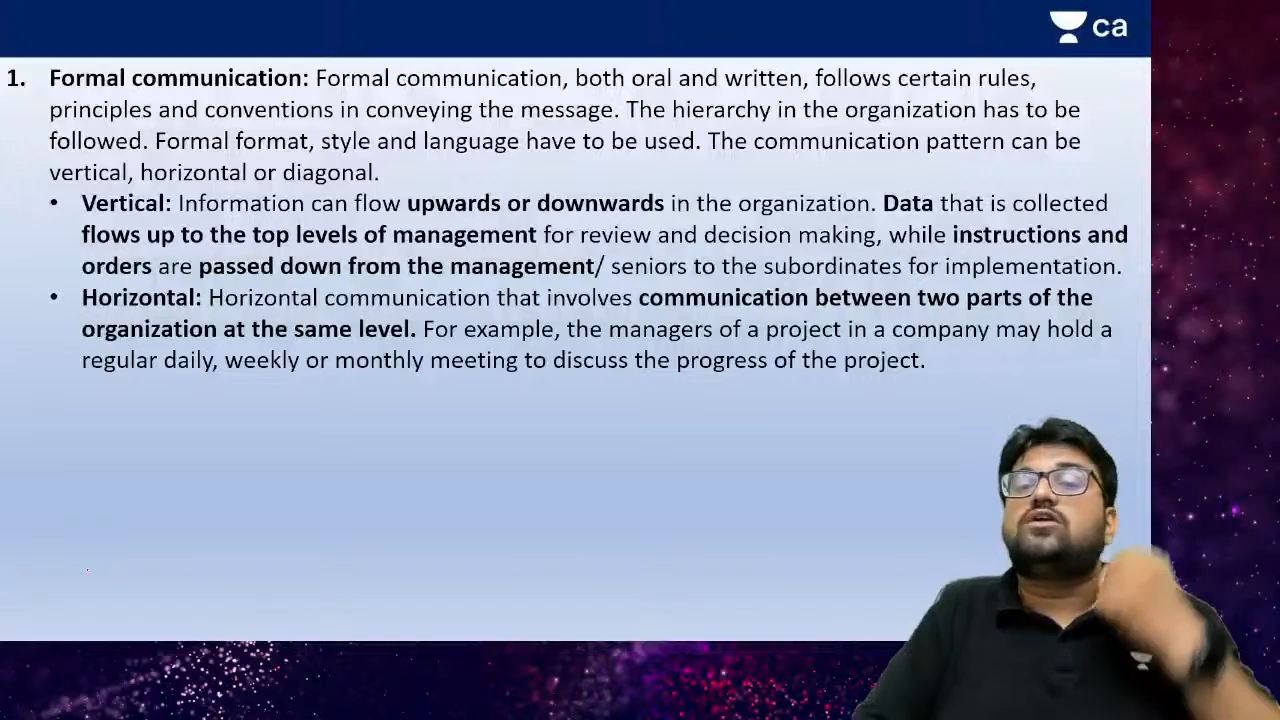 ca
1. Formal communication: Formal communication, both oral and written, follows certain rules,
principles and conventions in conveying the message. The hierarchy in the organization has to be
followed. Formal format, style and language have to be used. The communication pattern can be
vertical, horizontal or diagonal.
• Vertical: Information can flow upwards or downwards in the organization. Data that is collected
flows up to the top levels of management for review and decision making, while instructions and
orders are passed down from the management/ seniors to the subordinates for implementation.
• Horizontal: Horizontal communication that involves communication between two parts of the
organization at the same level. For example, the managers of a project in a company may hold a
regular daily, weekly or monthly meeting to discuss the progress of the project.